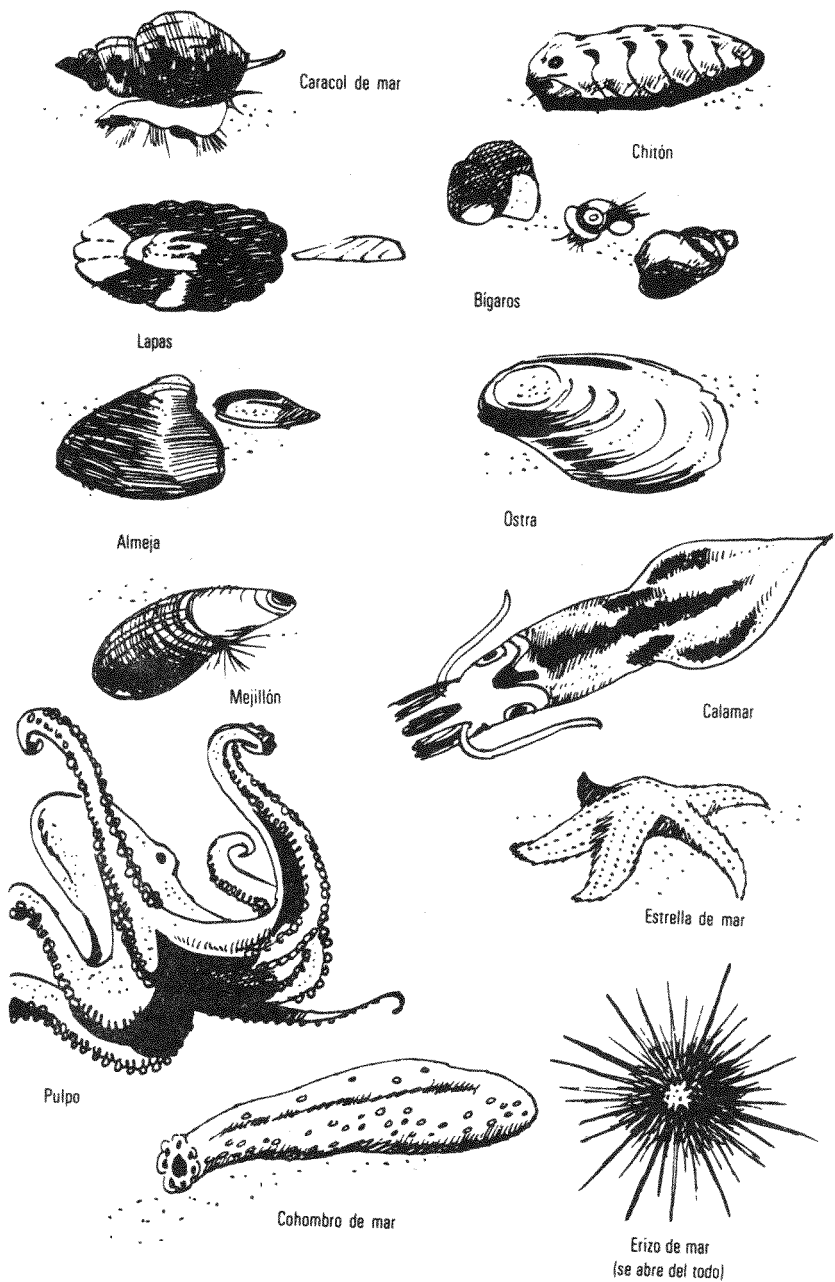 Caracol de mar
Chitón
Bígaros
Lapas
Ostra
Almeja
Mejillón
Calamar
Estrella de mar
Pulpo
Cohombro de mar
Erizo de mar
(se abre del todo)